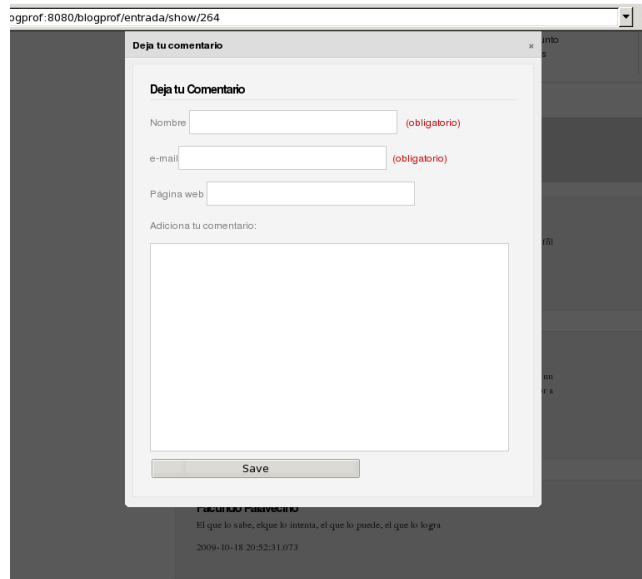 ogprof:8080/blogprof/entrada/show/264
unto
s
Deja tu comentario ×
Deja tu Comentario
Nombre (obligatorio)
e-mail (obligatorio)
Página web
Adiciona tu comentario:
un
r a
Save
Facundo Palavecino
El que lo sabe, elque lo intenta, el que lo puede, el que lo logra
2009-10-18 20:52:31.073